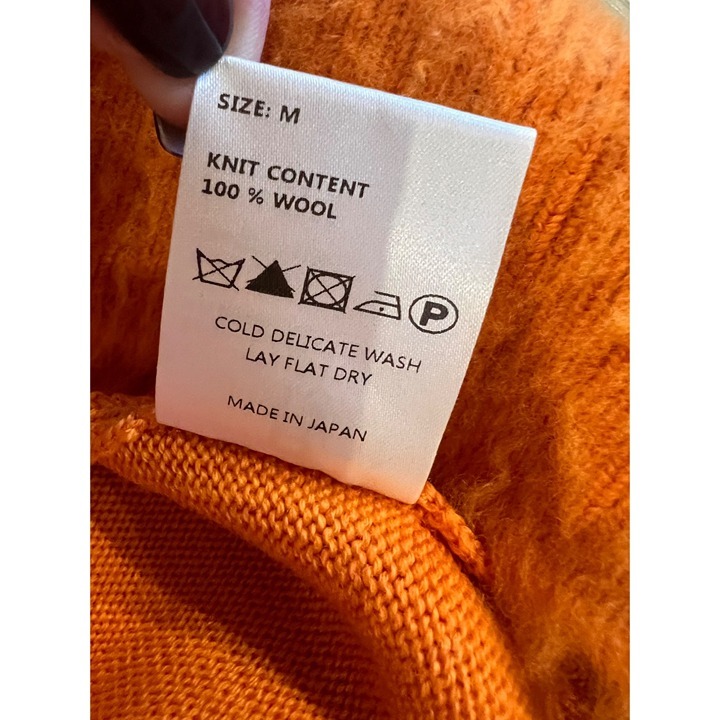 SIZE: M
KNIT CONTENT
100 % WOOL
P
COLD DELICATE WASH
LAY FLAT DRY
MADE IN JAPAN